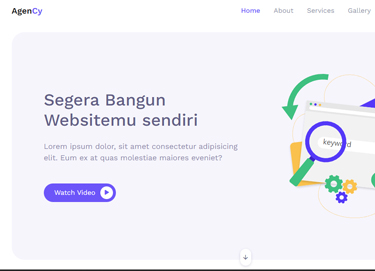 AgenCy
Home About Services Gallery
Segera Bangun
Websitemu sendiri
Lorem ipsum dolor, sit amet consectetur adipisicing
elit. Eum ex at quas molestiae maiores eveniet?
Watch Video
keyword